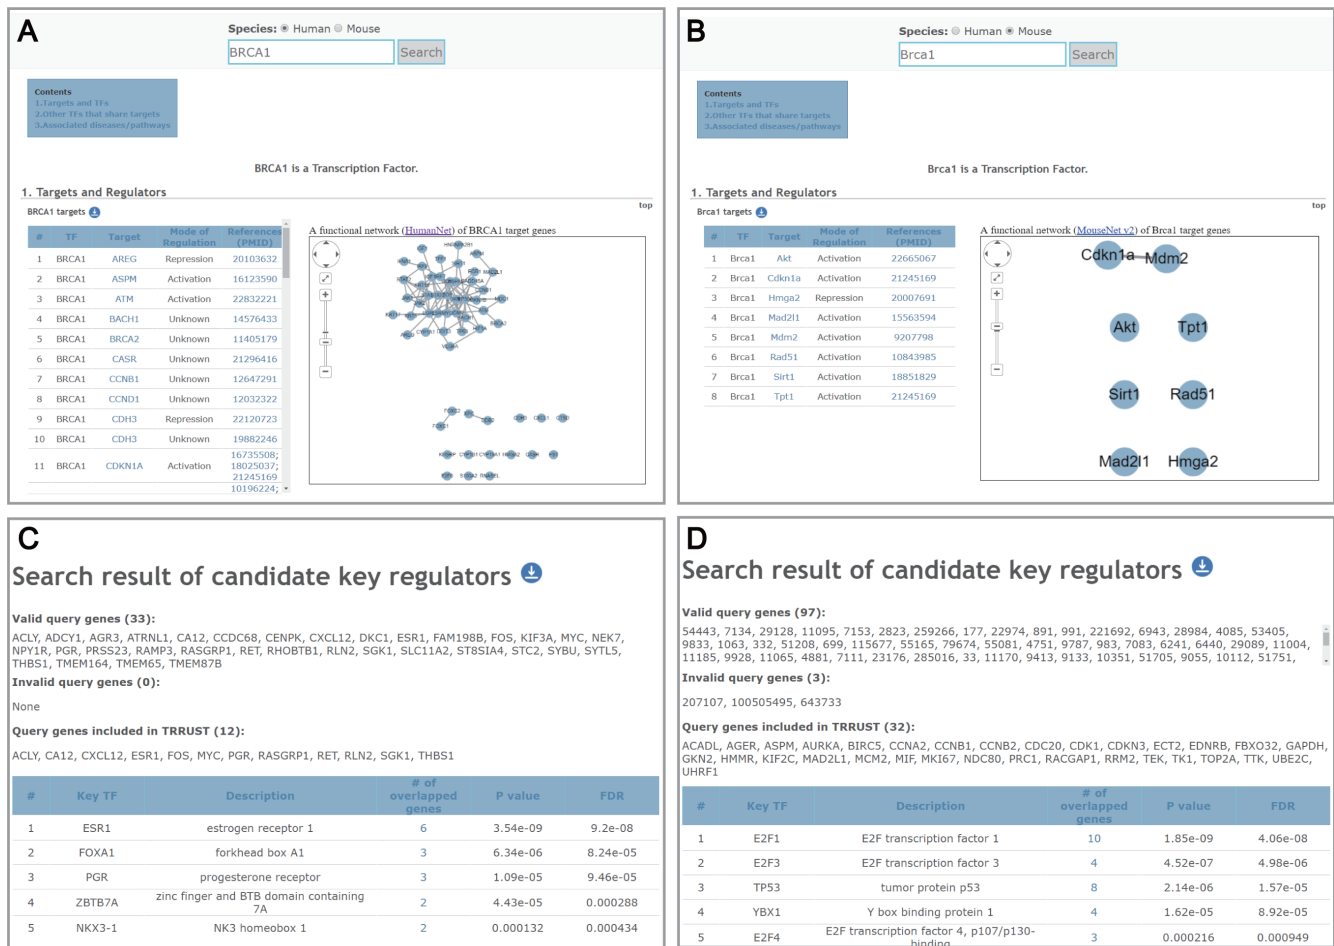 A
Species: Human Mouse
BRCA1 Search
Contents
1.Targets and TFs
2.Other TFs that share targets
3.Associated diseases/pathways
BRCA1 is a Transcription Factor.
1. Targets and Regulators
top
BRCA1 targets
# TF Target Mode of Regulation References (PMID)
1 BRCA1 AREG Repression 20103632
2 BRCA1 ASPM Activation 16123590
3 BRCA1 ATM Activation 22832221
4 BRCA1 BACH1 Unknown 14576433
5 BRCA1 BRCA2 Unknown 11405179
6 BRCA1 CASR Unknown 21296416
7 BRCA1 CCNB1 Unknown 12647291
8 BRCA1 CCND1 Unknown 12032322
9 BRCA1 CDH3 Repression 22120723
10 BRCA1 CDH3 Unknown 19882246
11 BRCA1 CDKN1A Activation 16735508; 18025037; 21245169
10196224;
A functional network (HumanNet) of BRCA1 target genes
B
Species: Human Mouse
Brca1 Search
Contents
1.Targets and TFs
2.Other TFs that share targets
3.Associated diseases/pathways
Brca1 is a Transcription Factor.
1. Targets and Regulators
top
Brca1 targets
# TF Target Mode of Regulation References (PMID)
1 Brca1 Akt Activation 22665067
2 Brca1 Cdkn1a Activation 21245169
3 Brca1 Hmga2 Repression 20007691
4 Brca1 Mad2l1 Activation 15563594
5 Brca1 Mdm2 Activation 9207798
6 Brca1 Rad51 Activation 10843985
7 Brca1 Sirt1 Activation 18851829
8 Brca1 Tpt1 Activation 21245169
A functional network (MouseNet v2) of Brca1 target genes
Cdkn1a Mdm2
Akt Tpt1
Sirt1 Rad51
Mad2l1 Hmga2
C
Search result of candidate key regulators
Valid query genes (33):
ACLY, ADCY1, AGR3, ATRNL1, CA12, CCDC68, CENPK, CXCL12, DKC1, ESR1, FAM198B, FOS, KIF3A, MYC, NEK7,
NPY1R, PGR, PRSS23, RAMP3, RASGRP1, RET, RHOBTB1, RLN2, SGK1, SLC11A2, ST8SIA4, STC2, SYBU, SYTL5,
THBS1, TMEM164, TMEM65, TMEM87B
Invalid query genes (0):
None
Query genes included in TRRUST (12):
ACLY, CA12, CXCL12, ESR1, FOS, MYC, PGR, RASGRP1, RET, RLN2, SGK1, THBS1
# Key TF Description # of overlapped genes P value FDR
1 ESR1 estrogen receptor 1 6 3.54e-09 9.2e-08
2 FOXA1 forkhead box A1 3 6.34e-06 8.24e-05
3 PGR progesterone receptor 3 1.09e-05 9.46e-05
4 ZBTB7A zinc finger and BTB domain containing 7A 2 4.43e-05 0.000288
5 NKX3-1 NK3 homeobox 1 2 0.000132 0.000434
D
Search result of candidate key regulators
Valid query genes (97):
54443, 7134, 29128, 11095, 7153, 2823, 259266, 177, 22974, 891, 991, 221692, 6943, 28984, 4085, 53405,
9833, 1063, 332, 51208, 699, 115677, 55165, 79674, 55081, 4751, 9787, 983, 7083, 6241, 6440, 29089, 11004,
11185, 9928, 11065, 4881, 7111, 23176, 285016, 33, 11170, 9413, 9133, 10351, 51705, 9055, 10112, 51751,
Invalid query genes (3):
207107, 100505495, 643733
Query genes included in TRRUST (32):
ACADL, AGER, ASPM, AURKA, BIRC5, CCNA2, CCNB1, CCNB2, CDC20, CDK1, CDKN3, ECT2, EDNRB, FBXO32, GAPDH,
GKN2, HMMR, KIF2C, MAD2L1, MCM2, MIF, MKI67, NDC80, PRC1, RACGAP1, RRM2, TEK, TK1, TOP2A, TTK, UBE2C,
UHRF1
# Key TF Description # of overlapped genes P value FDR
1 E2F1 E2F transcription factor 1 10 1.85e-09 4.06e-08
2 E2F3 E2F transcription factor 3 4 4.52e-07 4.98e-06
3 TP53 tumor protein p53 8 2.14e-06 1.57e-05
4 YBX1 Y box binding protein 1 4 1.62e-05 8.92e-05
5 E2F4 E2F transcription factor 4, p107/p130-binding 3 0.000216 0.000949